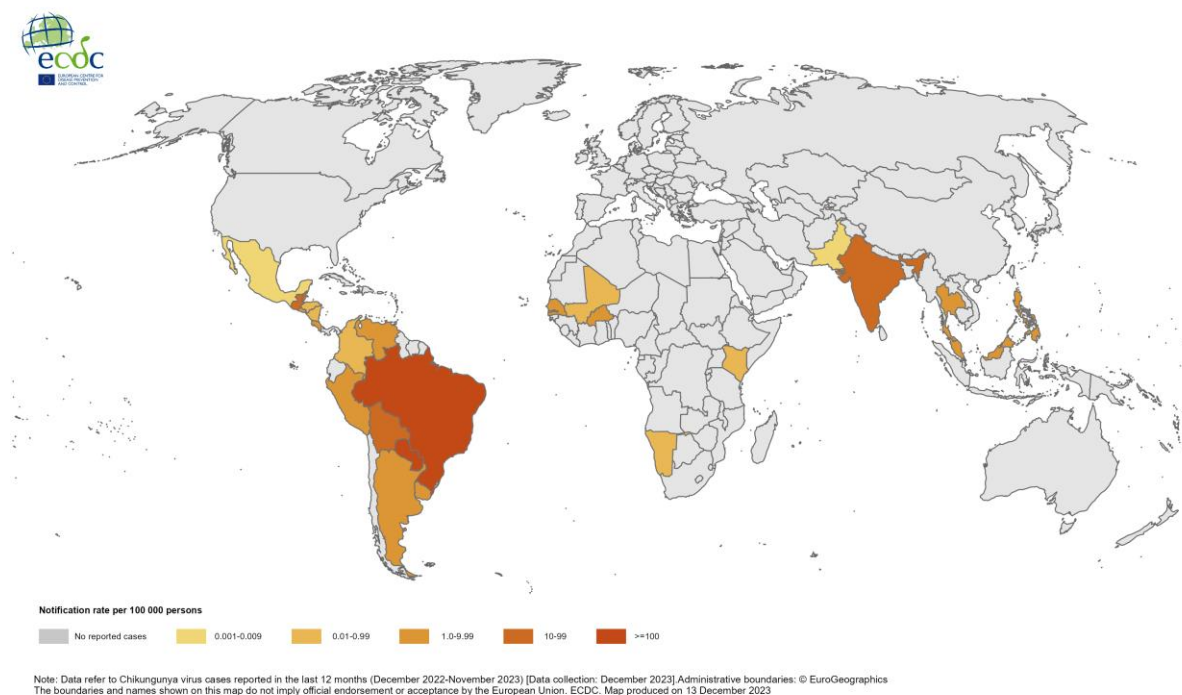 ecdc
EUROPEAN CENTRE FOR
DISEASE PREVENTION
AND CONTROL
Notification rate per 100 000 persons
No reported cases 0.001-0.009 0.01-0.99 1.0-9.99 10-99 >=100
Note: Data refer to Chikungunya virus cases reported in the last 12 months (December 2022-November 2023) [Data collection: December 2023].Administrative boundaries: © EuroGeographics
The boundaries and names shown on this map do not imply official endorsement or acceptance by the European Union. ECDC. Map produced on 13 December 2023